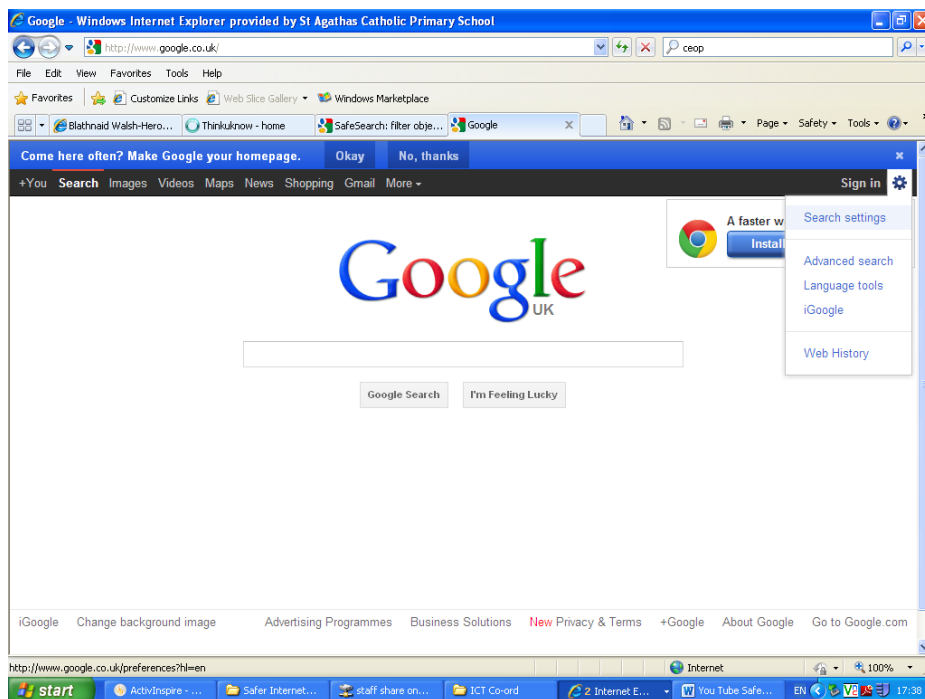 Google - Windows Internet Explorer provided by St Agathas Catholic Primary School
http://www.google.co.uk/ ceop
File Edit View Favorites Tools Help
Favorites Customize Links Web Slice Gallery Windows Marketplace
Blathnaid Walsh-Hero... Thinkuknow - home SafeSearch: filter obje... Google Page Safety Tools
Come here often? Make Google your homepage. Okay No, thanks
+You Search Images Videos Maps News Shopping Gmail More Sign in
A faster w
Install
Search settings
Advanced search
Language tools
iGoogle
Web History
Google
UK
Google Search I'm Feeling Lucky
iGoogle Change background image Advertising Programmes Business Solutions New Privacy & Terms +Google About Google Go to Google.com
http://www.google.co.uk/preferences?hl=en Internet 100%
start ActivInspire - ... Safer Internet... staff share on... ICT Co-ord 2 Internet E... You Tube Safe... EN 17:38